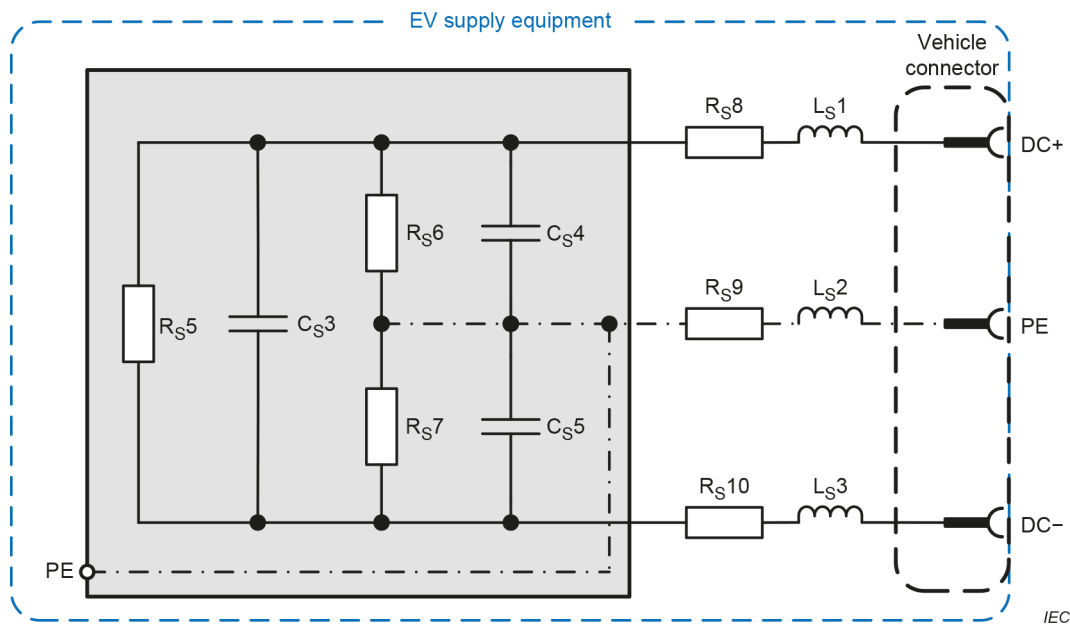 EV supply equipment
Vehicle
connector
RS8
LS1
DC+
RS6
CS4
RS9
LS2
RS5
CS3
PE
RS7
CS5
RS10
LS3
DC−
PE
IEC